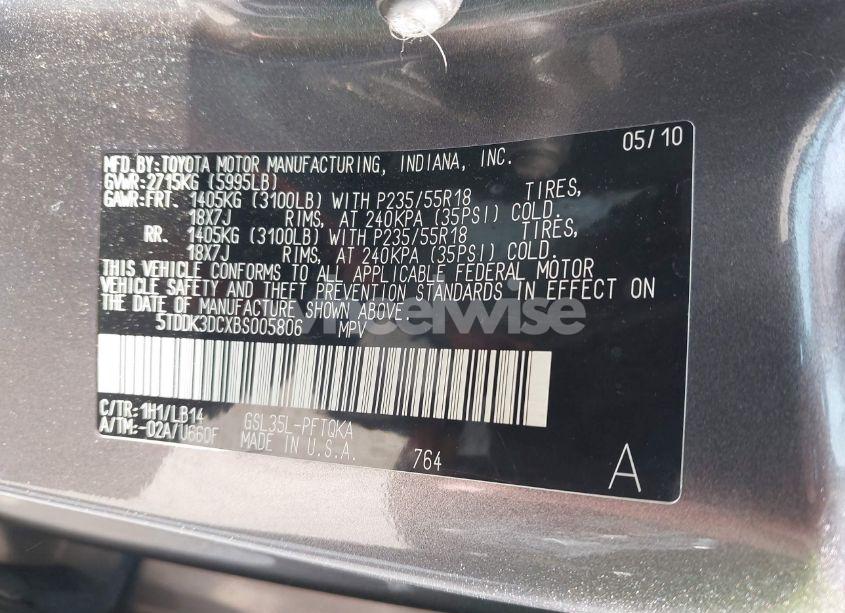 05/10
MFD.BY:TOYOTA MOTOR MANUFACTURING, INDIANA, INC.
GVWR:2715KG (5995LB)
GAWR:FRT. 1405KG (3100LB) WITH P235/55R18 TIRES,
18X7J RIMS, AT 240KPA (35PSI) COLD.
RR. 1405KG (3100LB) WITH P235/55R18 TIRES,
18X7J RIMS, AT 240KPA (35PSI) COLD.
THIS VEHICLE CONFORMS TO ALL APPLICABLE FEDERAL MOTOR
VEHICLE SAFETY AND THEFT PREVENTION STANDARDS IN EFFECT ON
THE DATE OF MANUFACTURE SHOWN ABOVE.
5TDDK3DCXBS005806 MPV
C/TR:1H1/LB14 GSL35L-PFTQKA
A/TM:-02A/U660F MADE IN U.S.A. 764
A